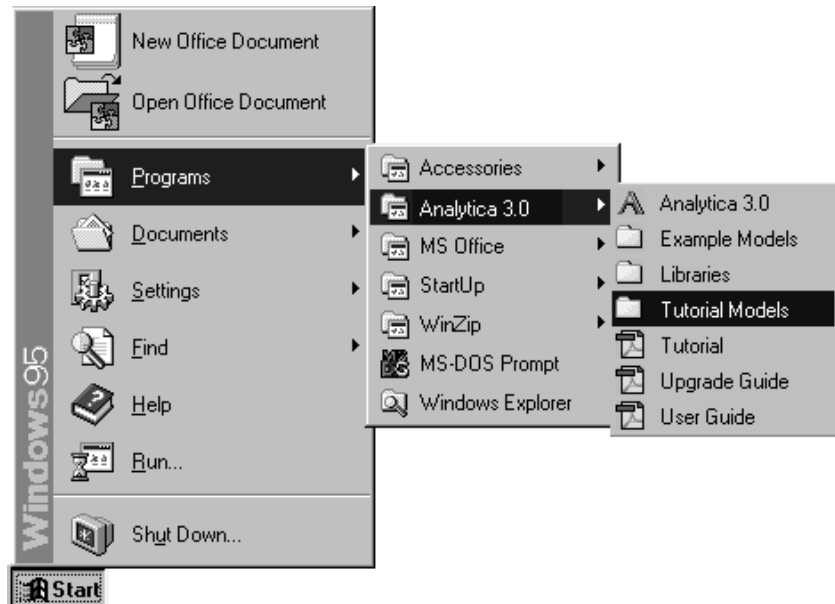 New Office Document
Open Office Document
Programs
Documents
Settings
Find
Help
Run...
Shut Down...
Windows95
Start
Accessories
Analytica 3.0
MS Office
StartUp
WinZip
MS-DOS Prompt
Windows Explorer
Analytica 3.0
Example Models
Libraries
Tutorial Models
Tutorial
Upgrade Guide
User Guide